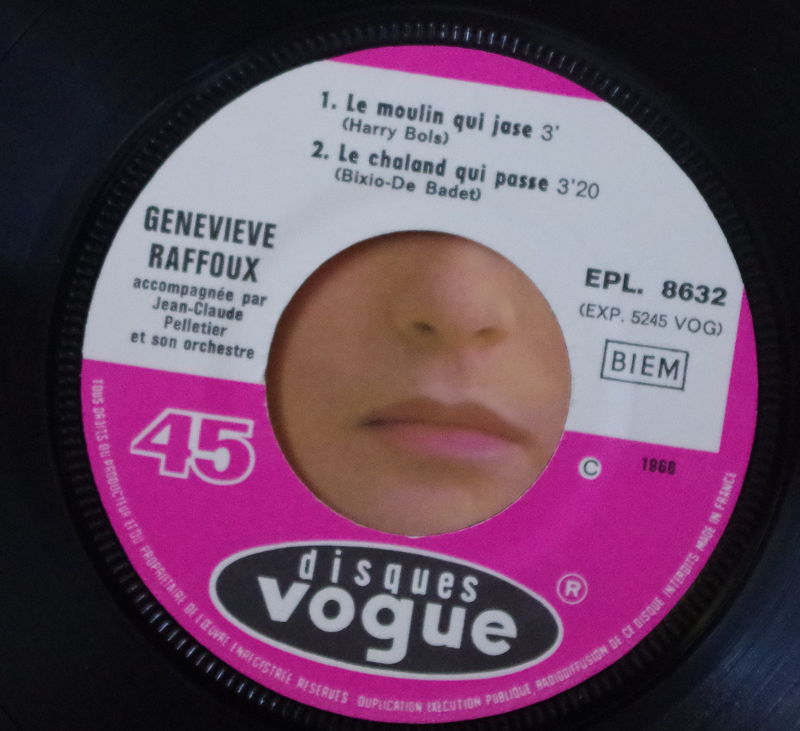 1. Le moulin qui jase 3'
(Harry Bols)
2. Le chaland qui passe 3'20
(Bixio-De Badet)
GENEVIEVE
RAFFOUX
accompagnée par
Jean-Claude
Pelletier
et son orchestre
EPL. 8632
(EXP. 5245 VOG)
BIEM
45
© 1968
disques
vogue
®
TOUS DROITS DU PRODUCTEUR ET DU PROPRIETAIRE DE L'ŒUVRE ENREGISTREE RESERVES DUPLICATION EXECUTION PUBLIQUE, RADIODIFFUSION DE CE DISQUE INTERDITS MADE IN FRANCE